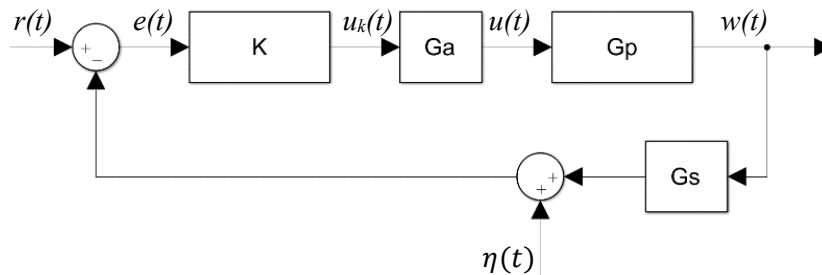 r(t) e(t) uₖ(t) u(t) w(t)
+ − K Ga Gp
Gs
+ +
η(t)